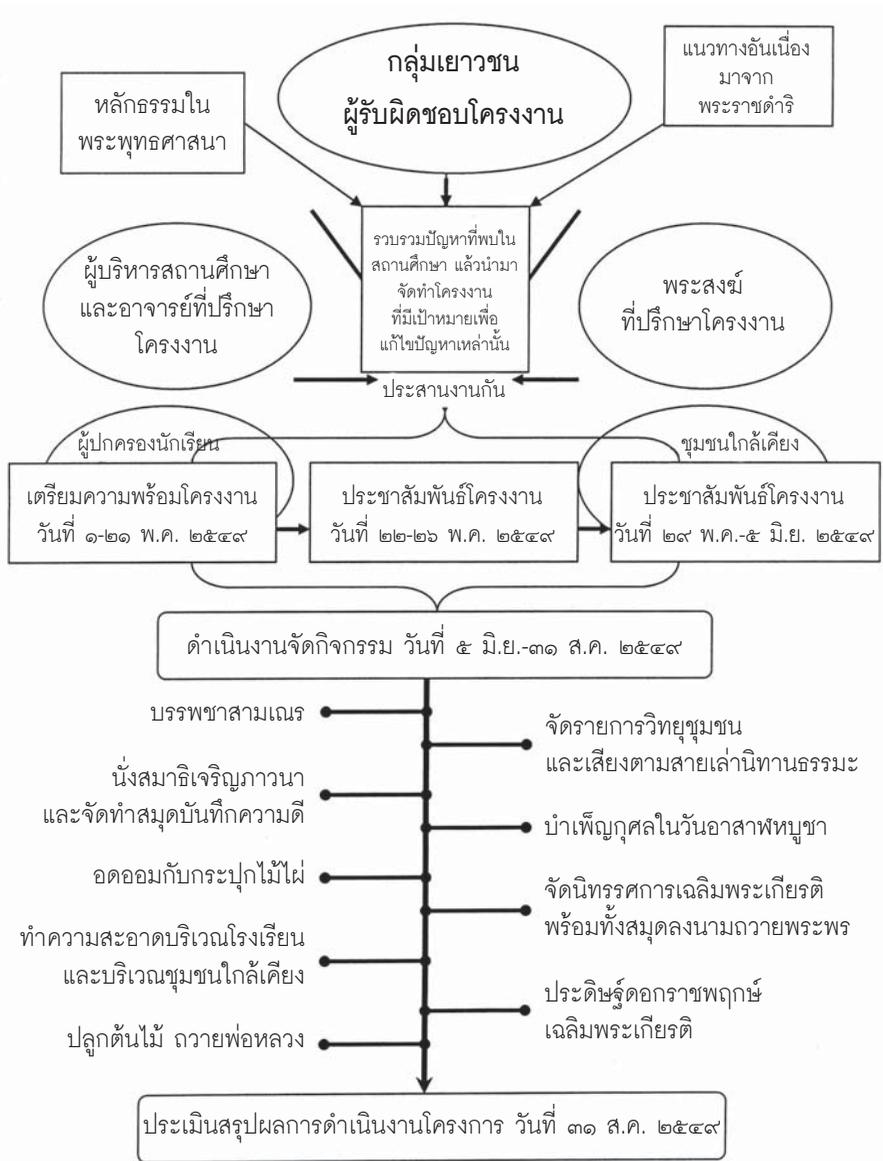 กลุ่มเยาวชน
ผู้รับผิดชอบโครงงาน
หลักธรรมใน
พระพุทธศาสนา
แนวทางอันเนื่อง
มาจาก
พระราชดำริ
รวบรวมปัญหาที่พบใน
สถานศึกษา แล้วนำมา
จัดทำโครงงาน
ที่มีเป้าหมายเพื่อ
แก้ไขปัญหาเหล่านั้น
ผู้บริหารสถานศึกษา
และอาจารย์ที่ปรึกษา
โครงงาน
พระสงฆ์
ที่ปรึกษาโครงงาน
ประสานงานกัน
ผู้ปกครองนักเรียน
ชุมชนใกล้เคียง
เตรียมความพร้อมโครงงาน
วันที่ ๑-๒๑ พ.ค. ๒๕๔๙
ประชาสัมพันธ์โครงงาน
วันที่ ๒๒-๒๖ พ.ค. ๒๕๔๙
ประชาสัมพันธ์โครงงาน
วันที่ ๒๙ พ.ค.-๕ มิ.ย. ๒๕๔๙
ดำเนินงานจัดกิจกรรม วันที่ ๕ มิ.ย.-๓๑ ส.ค. ๒๕๔๙
บรรพชาสามเณร
จัดรายการวิทยุชุมชน
และเสียงตามสายเล่านิทานธรรมะ
นั่งสมาธิเจริญภาวนา
และจัดทำสมุดบันทึกความดี
บำเพ็ญกุศลในวันอาสาฬหบูชา
อดออมกับกระปุกไม้ไผ่
จัดนิทรรศการเฉลิมพระเกียรติ
พร้อมทั้งสมุดลงนามถวายพระพร
ทำความสะอาดบริเวณโรงเรียน
และบริเวณชุมชนใกล้เคียง
ประดิษฐ์ดอกราชพฤกษ์
เฉลิมพระเกียรติ
ปลูกต้นไม้ ถวายพ่อหลวง
ประเมินสรุปผลการดำเนินงานโครงการ วันที่ ๓๑ ส.ค. ๒๕๔๙